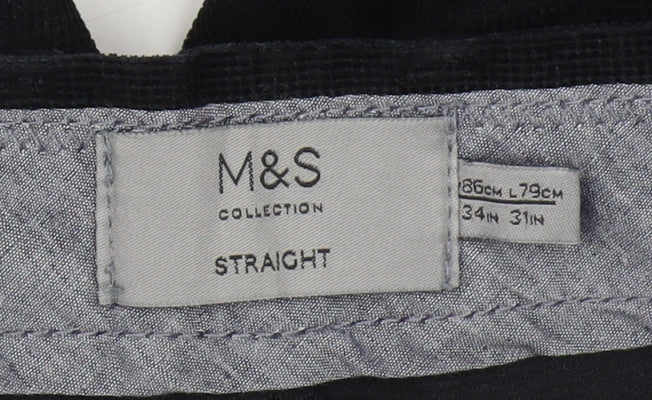 M&S
COLLECTION
STRAIGHT
86CM L79CM
34IN 31IN